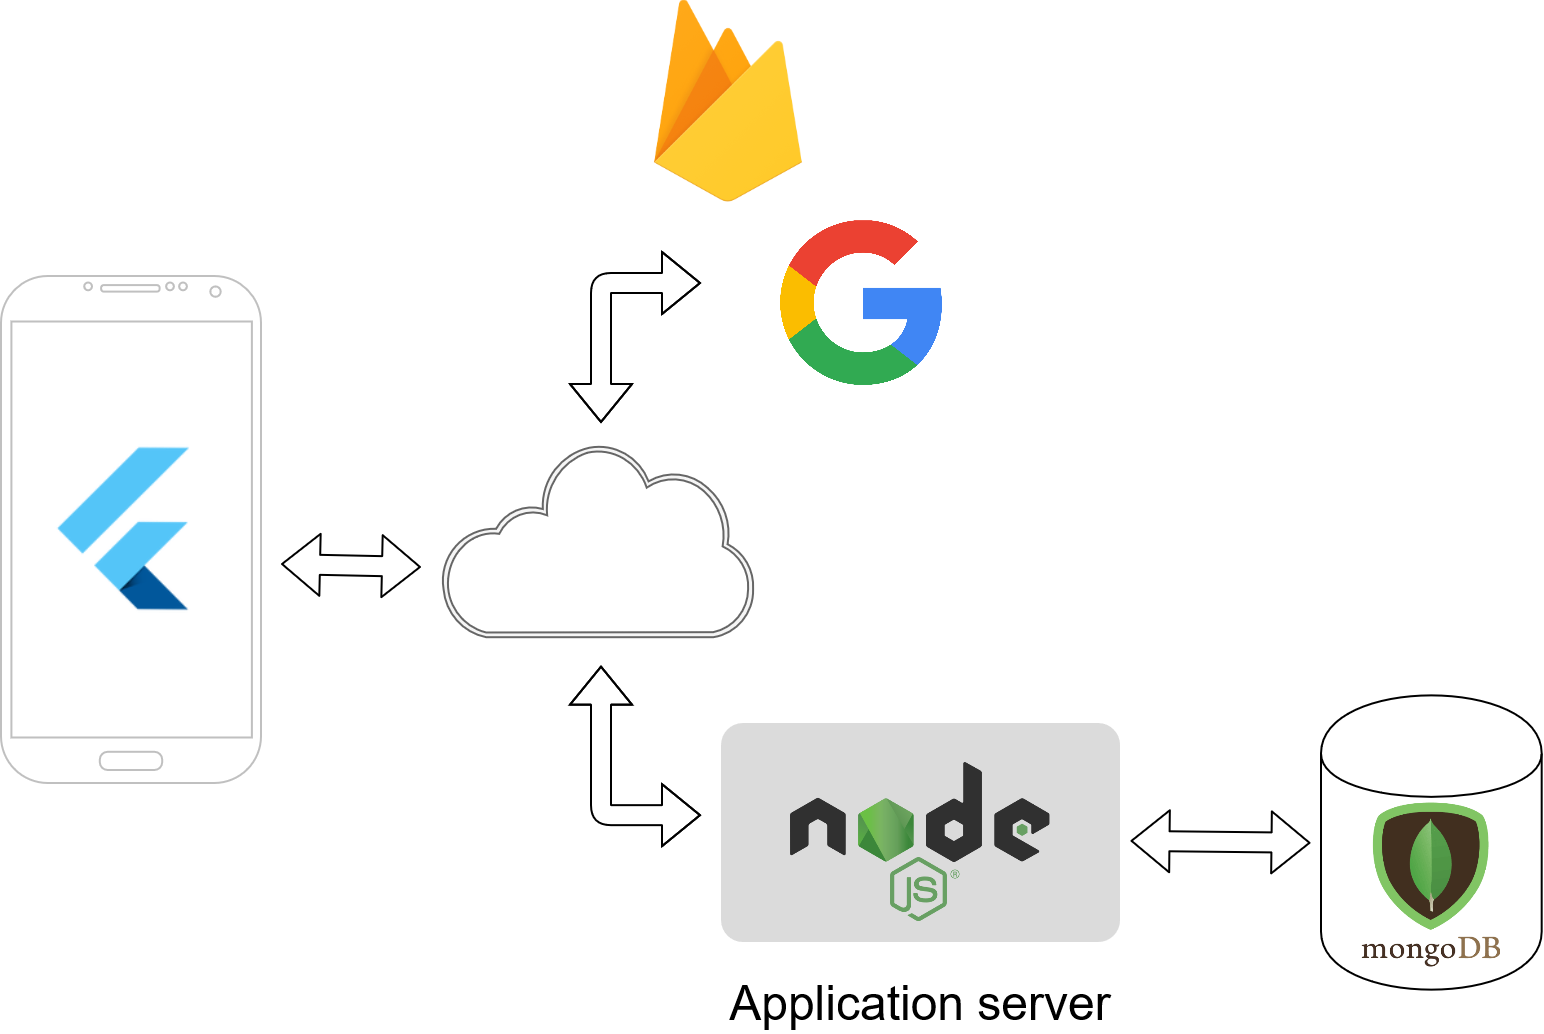 node
JS®
mongoDB
Application server